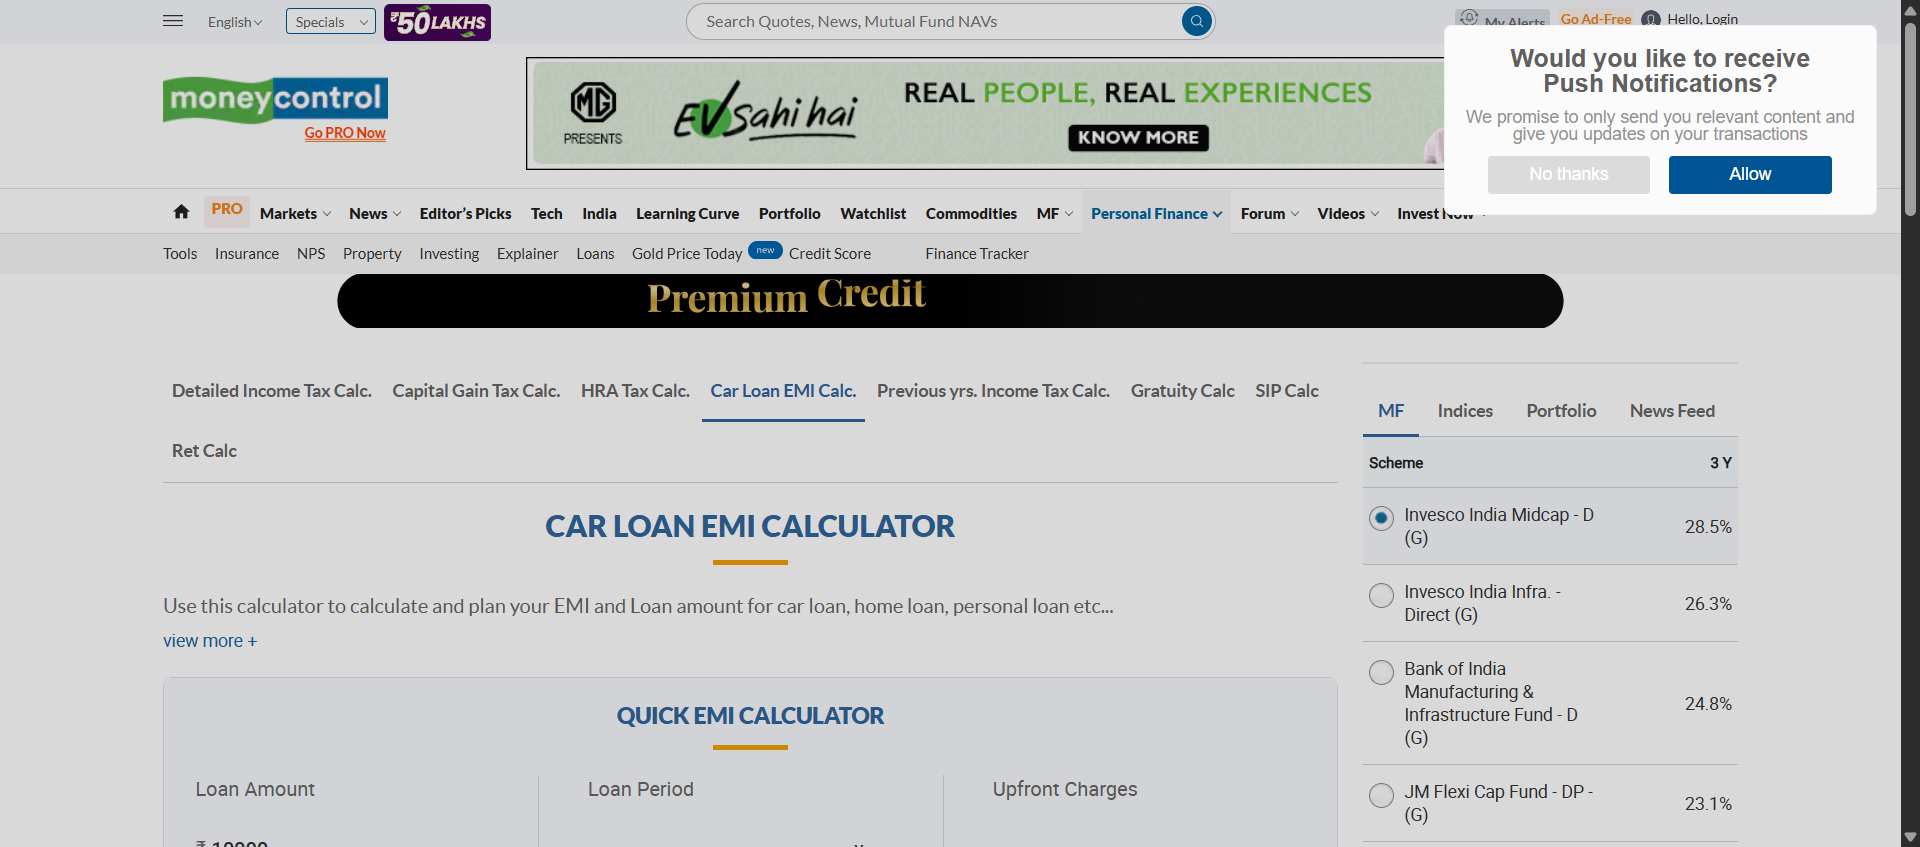 English
Specials
₹50 LAKHS
Search Quotes, News, Mutual Fund NAVs
My Alerts
Go Ad-Free
Hello, Login
Would you like to receive
Push Notifications?
We promise to only send you relevant content and
give you updates on your transactions
No thanks
Allow
moneycontrol
Go PRO Now
MG
PRESENTS
EV Sahi hai
REAL PEOPLE, REAL EXPERIENCES
KNOW MORE
PRO
Markets
News
Editor's Picks
Tech
India
Learning Curve
Portfolio
Watchlist
Commodities
MF
Personal Finance
Forum
Videos
Invest Now
Tools
Insurance
NPS
Property
Investing
Explainer
Loans
Gold Price Today
new
Credit Score
Finance Tracker
Premium Credit
Detailed Income Tax Calc.
Capital Gain Tax Calc.
HRA Tax Calc.
Car Loan EMI Calc.
Previous yrs. Income Tax Calc.
Gratuity Calc
SIP Calc
Ret Calc
CAR LOAN EMI CALCULATOR
Use this calculator to calculate and plan your EMI and Loan amount for car loan, home loan, personal loan etc...
view more +
QUICK EMI CALCULATOR
Loan Amount
Loan Period
Upfront Charges
₹ 10000
MF
Indices
Portfolio
News Feed
Scheme
3 Y
Invesco India Midcap - D
(G)
28.5%
Invesco India Infra. -
Direct (G)
26.3%
Bank of India
Manufacturing &
Infrastructure Fund - D
(G)
24.8%
JM Flexi Cap Fund - DP -
(G)
23.1%